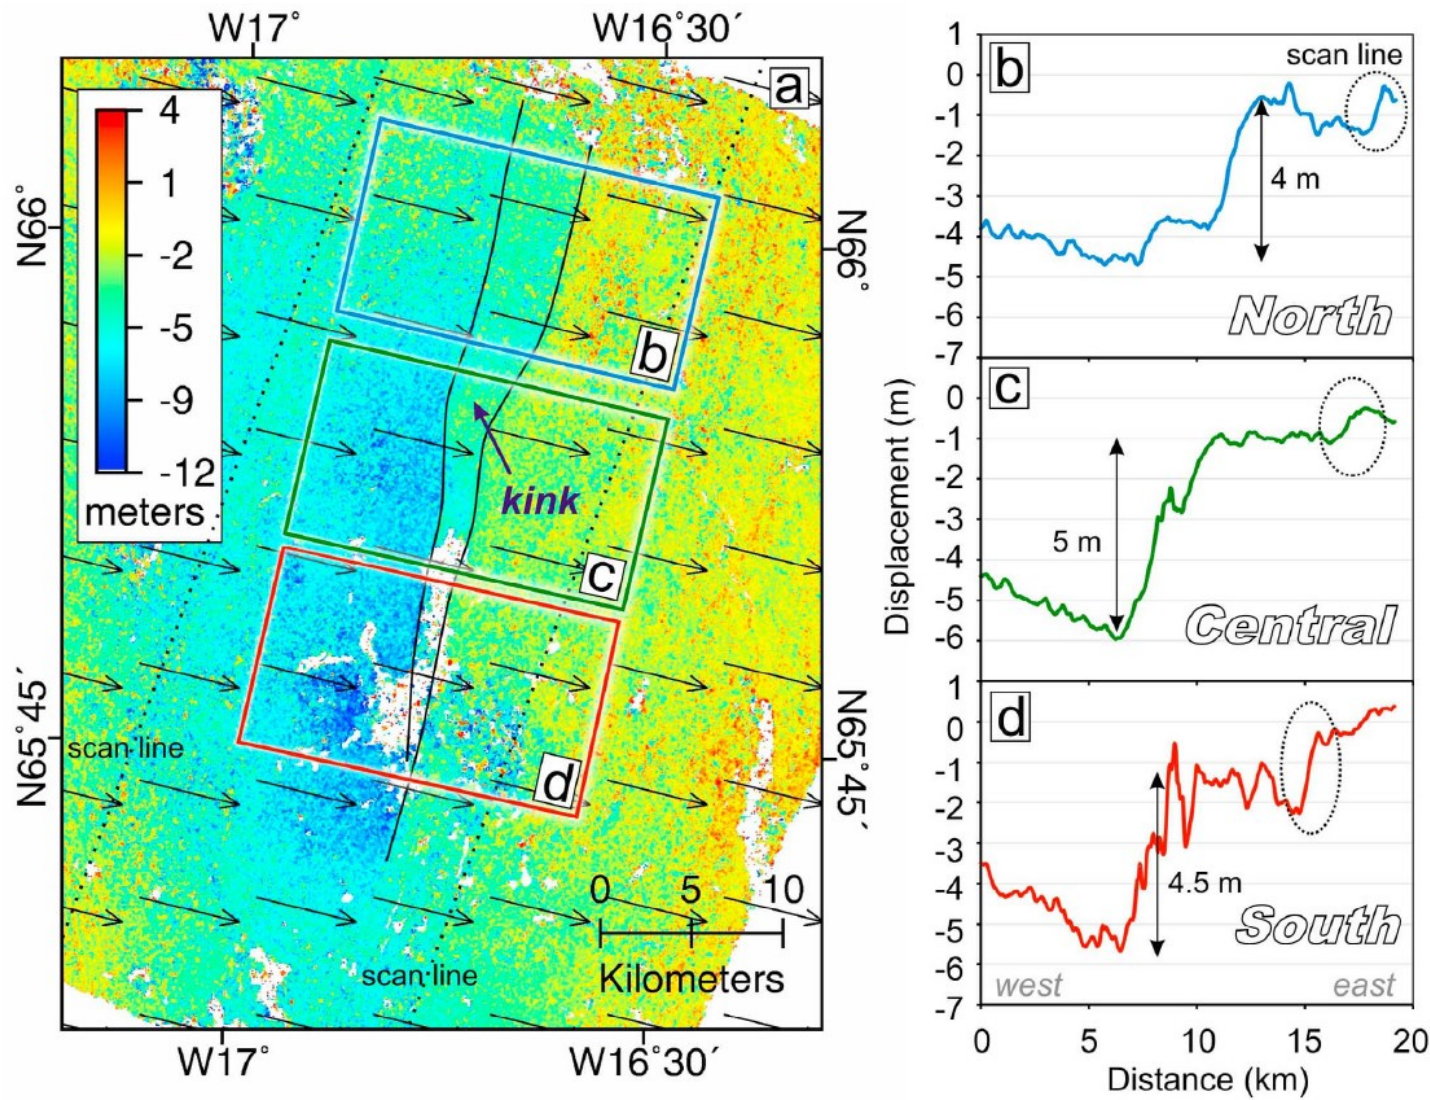 W17°
W16°30´
a
4
1
-2
-5
-9
-12
meters
N66°
N66°
b
kink
c
N65°45´
N65°45´
scan line
d
0 5 10
Kilometers
scan line
W17°
W16°30´
Displacement (m)
1
0
-1
-2
-3
-4
-5
-6
-7
b
scan line
4 m
North
0
-1
-2
-3
-4
-5
-6
c
5 m
Central
1
0
-1
-2
-3
-4
-5
-6
-7
d
4.5 m
South
west
east
0 5 10 15 20
Distance (km)